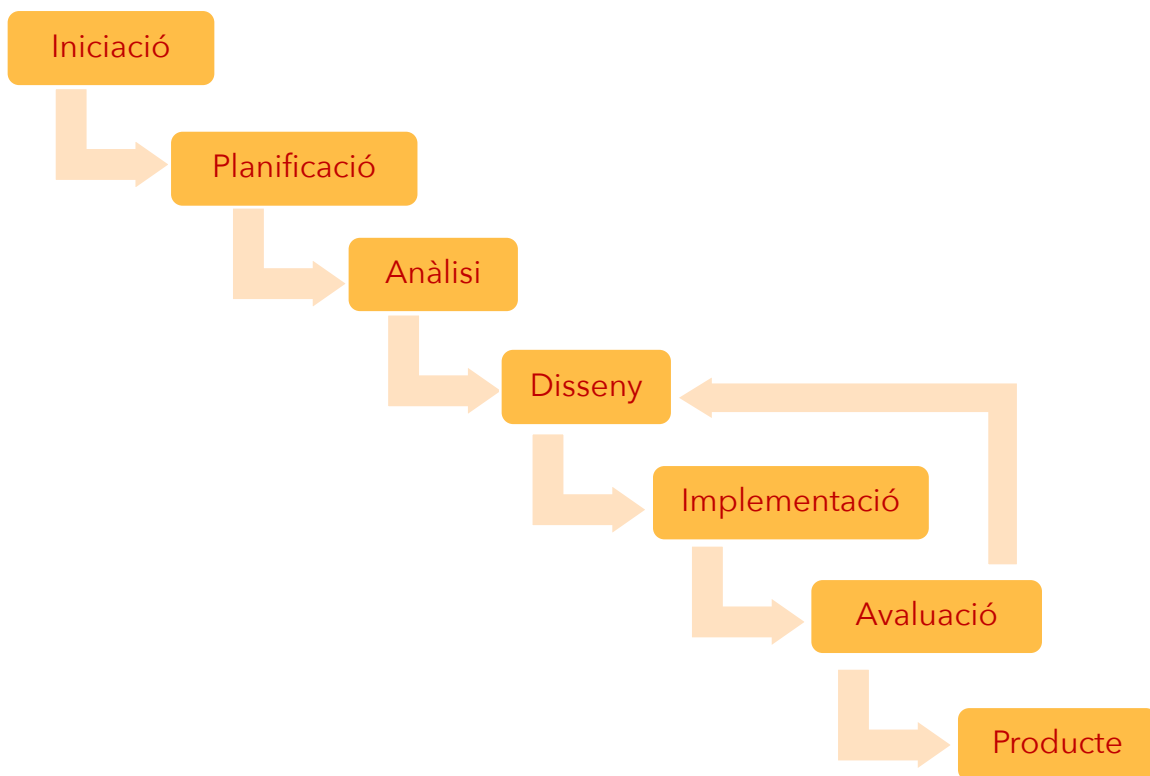 Iniciació
Planificació
Anàlisi
Disseny
Implementació
Avaluació
Producte